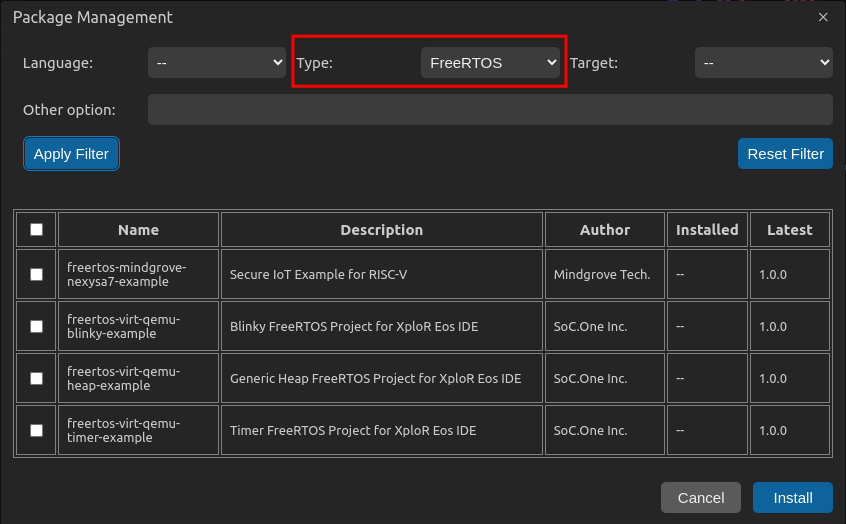 Package Management ×
Language: -- Type: FreeRTOS Target: --
Other option:
Apply Filter Reset Filter
Name Description Author Installed Latest
freertos-mindgrove-
nexysa7-example Secure IoT Example for RISC-V Mindgrove Tech. -- 1.0.0
freertos-virt-qemu-
blinky-example Blinky FreeRTOS Project for XploR Eos IDE SoC.One Inc. -- 1.0.0
freertos-virt-qemu-
heap-example Generic Heap FreeRTOS Project for XploR Eos IDE SoC.One Inc. -- 1.0.0
freertos-virt-qemu-
timer-example Timer FreeRTOS Project for XploR Eos IDE SoC.One Inc. -- 1.0.0
Cancel Install